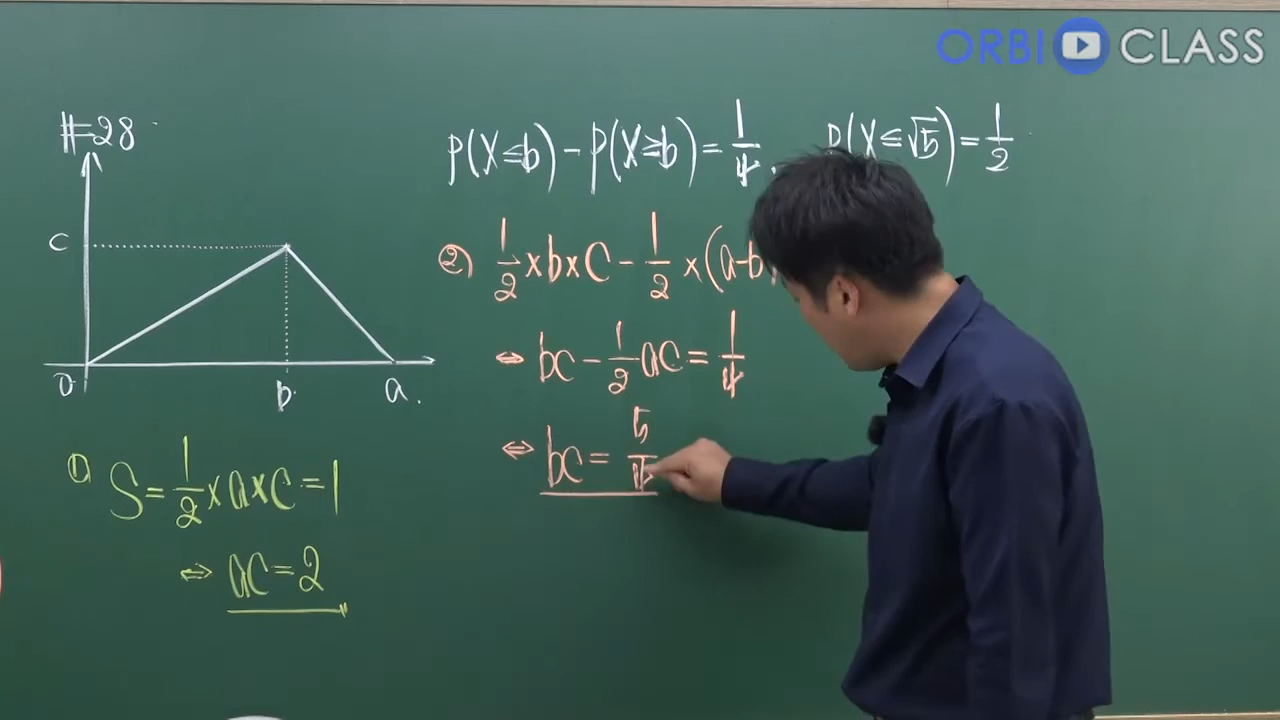 ORBI CLASS
#28
P(X≤b) - P(X≥b) = 1/4. P(X≤√5) = 1/2
c
0
b
a
② 1/2 × b × c - 1/2 × (a-b)
⇔ bc - 1/2 ac = 1/4
⇔ bc = 5/4
① S = 1/2 × a × c = 1
⇔ ac = 2